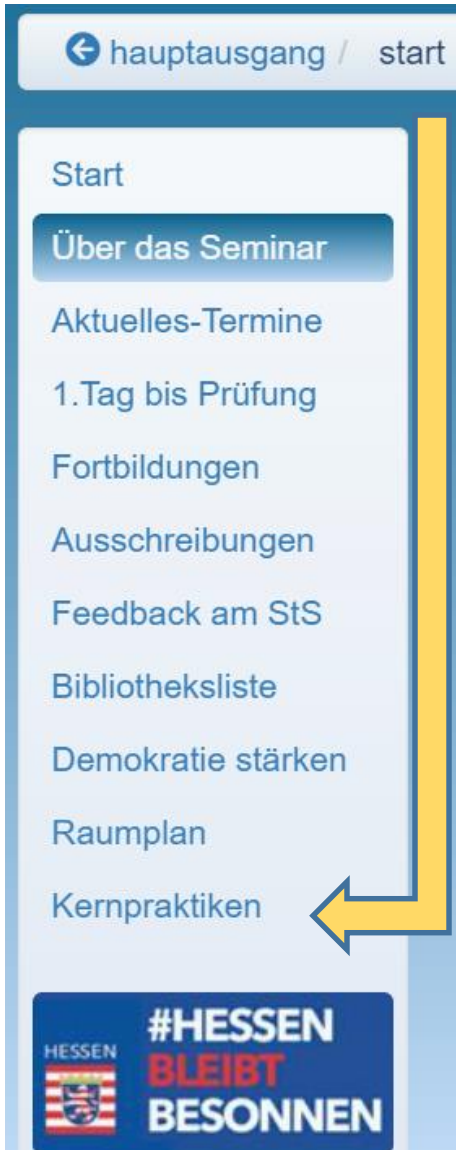 hauptausgang / start
Start
Über das Seminar
Aktuelles-Termine
1.Tag bis Prüfung
Fortbildungen
Ausschreibungen
Feedback am StS
Bibliotheksliste
Demokratie stärken
Raumplan
Kernpraktiken
HESSEN
#HESSEN
BLEIBT
BESONNEN